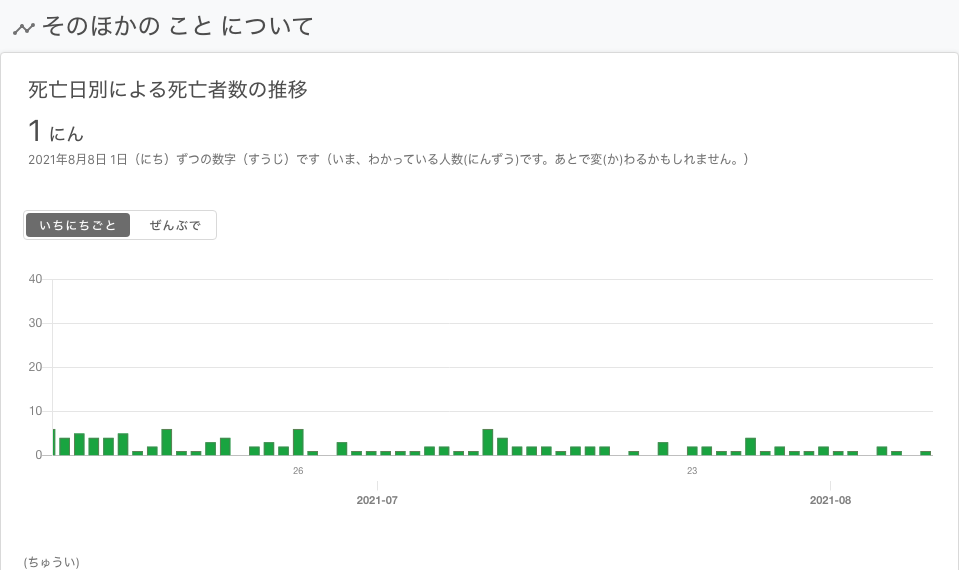 そのほかの こと について
死亡日別による死亡者数の推移
1 にん
2021年8月8日 1日（にち）ずつの数字（すうじ）です（いま、わかっている人数(にんずう)です。あとで変(か)わるかもしれません。）
いちにちごと ぜんぶで
40
30
20
10
0
26 23
2021-07 2021-08
(ちゅうい)